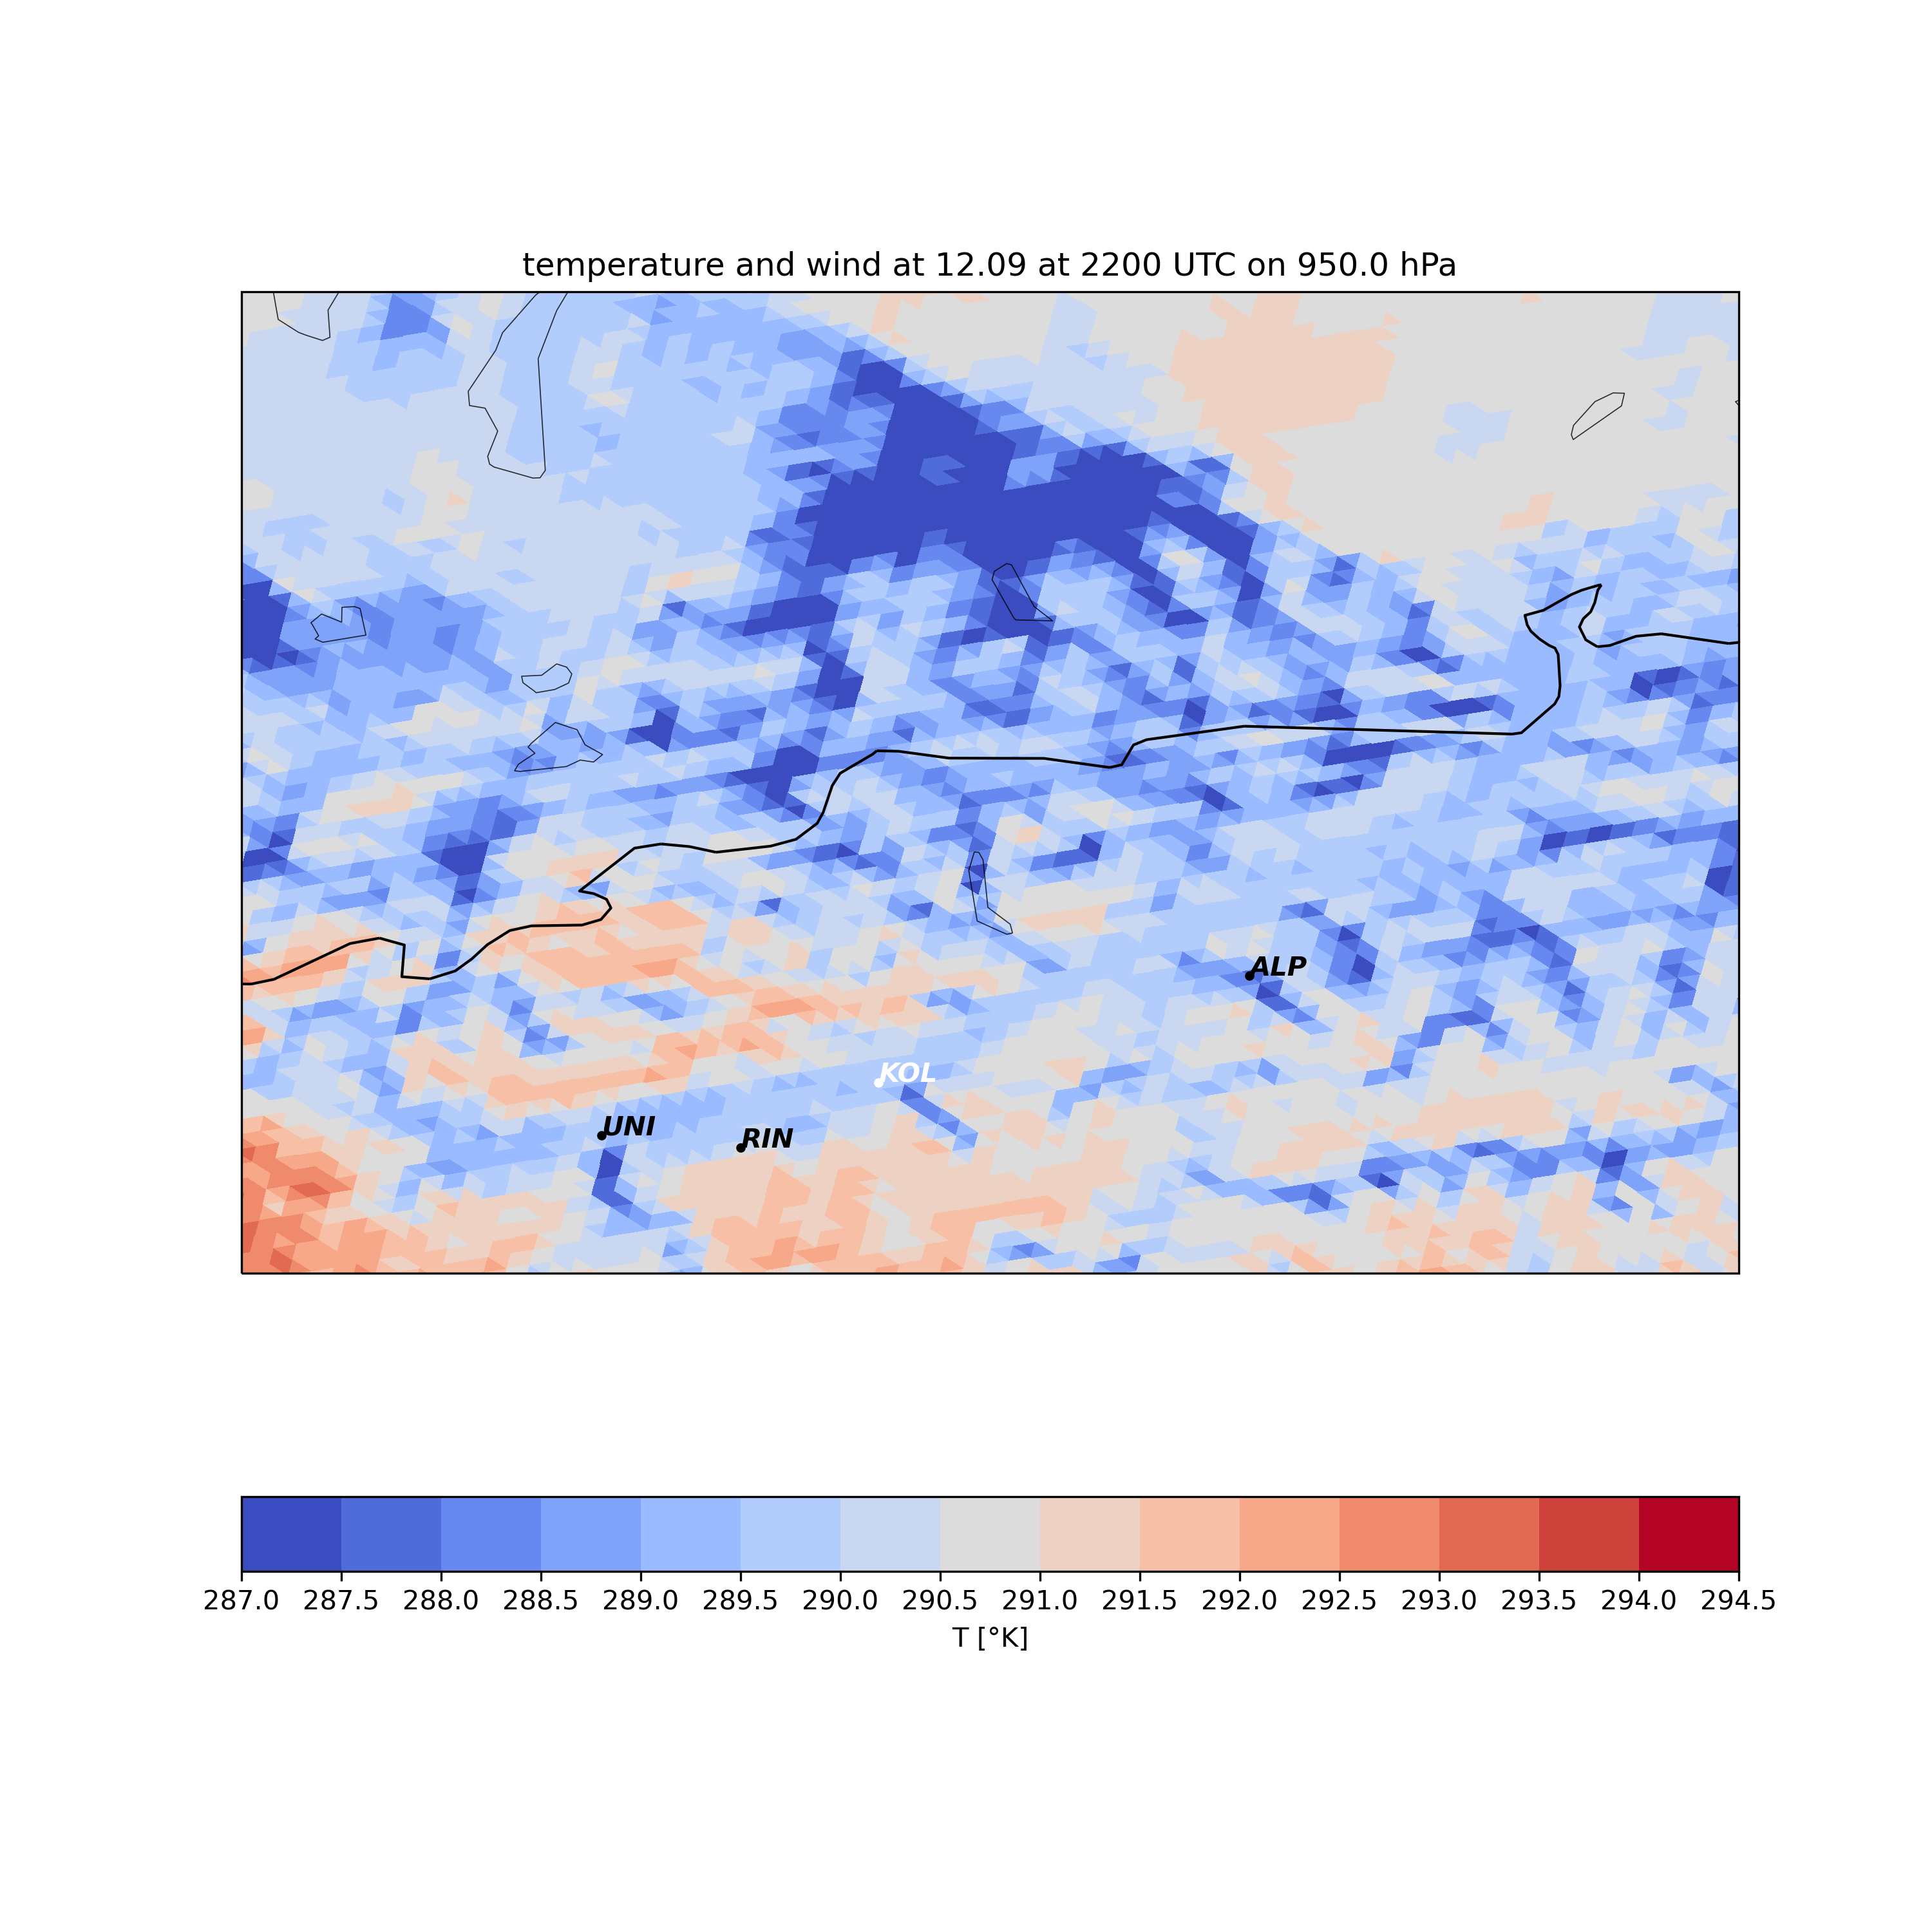 temperature and wind at 12.09 at 2200 UTC on 950.0 hPa
ALP
KOL
UNI
RIN
287.0 287.5 288.0 288.5 289.0 289.5 290.0 290.5 291.0 291.5 292.0 292.5 293.0 293.5 294.0 294.5
T [°K]